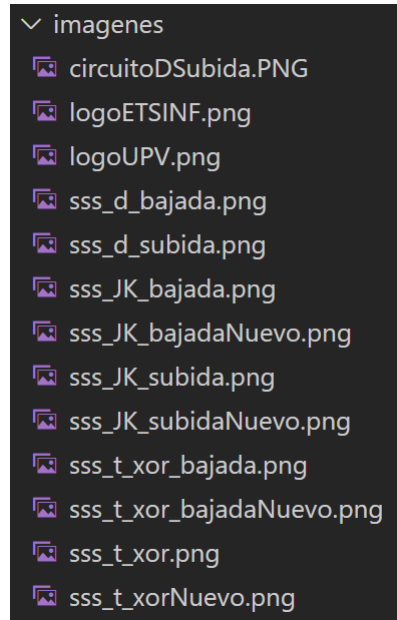 imagenes
circuitoDSubida.PNG
logoETSINF.png
logoUPV.png
sss_d_bajada.png
sss_d_subida.png
sss_JK_bajada.png
sss_JK_bajadaNuevo.png
sss_JK_subida.png
sss_JK_subidaNuevo.png
sss_t_xor_bajada.png
sss_t_xor_bajadaNuevo.png
sss_t_xor.png
sss_t_xorNuevo.png